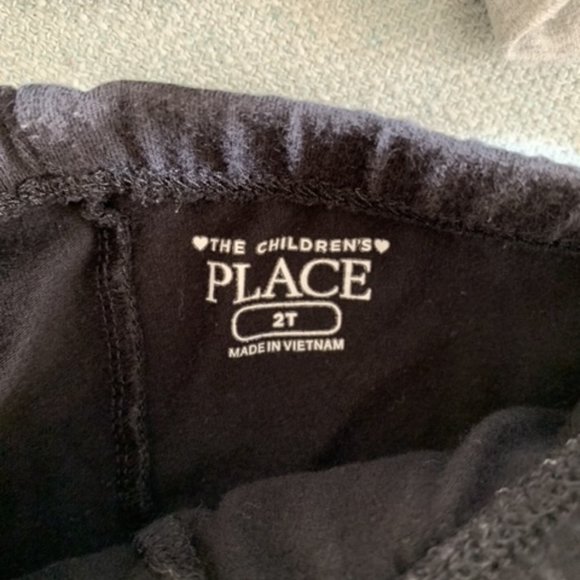 ♥THE CHILDREN'S♥
PLACE
2T
MADE IN VIETNAM